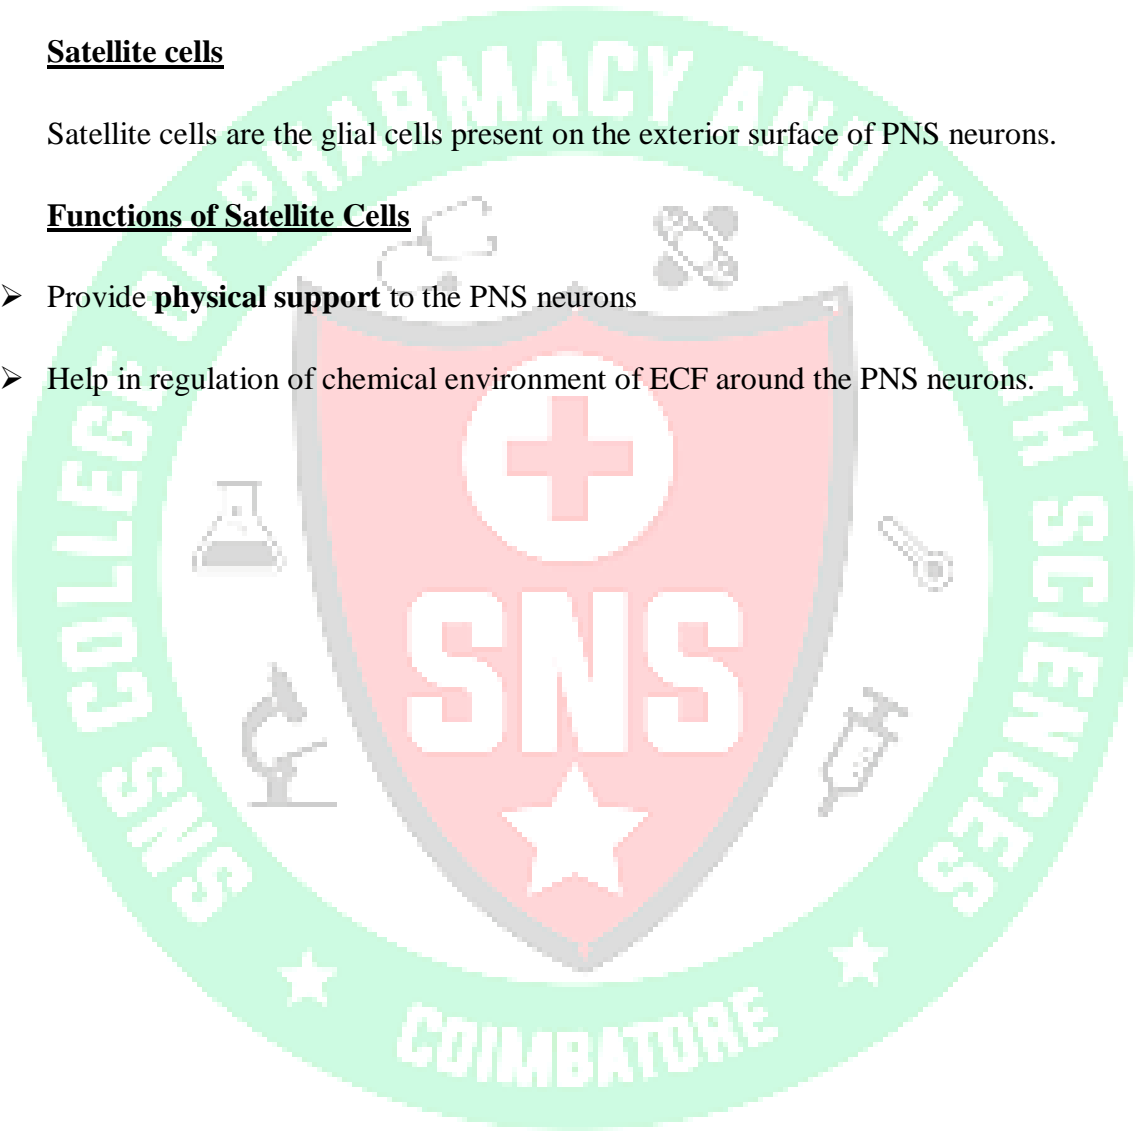 Satellite cells
Satellite cells are the glial cells present on the exterior surface of PNS neurons.
Functions of Satellite Cells
➢ Provide physical support to the PNS neurons
➢ Help in regulation of chemical environment of ECF around the PNS neurons.
SNS COLLEGE OF PHARMACY AND HEALTH SCIENCES
SNS
COIMBATORE